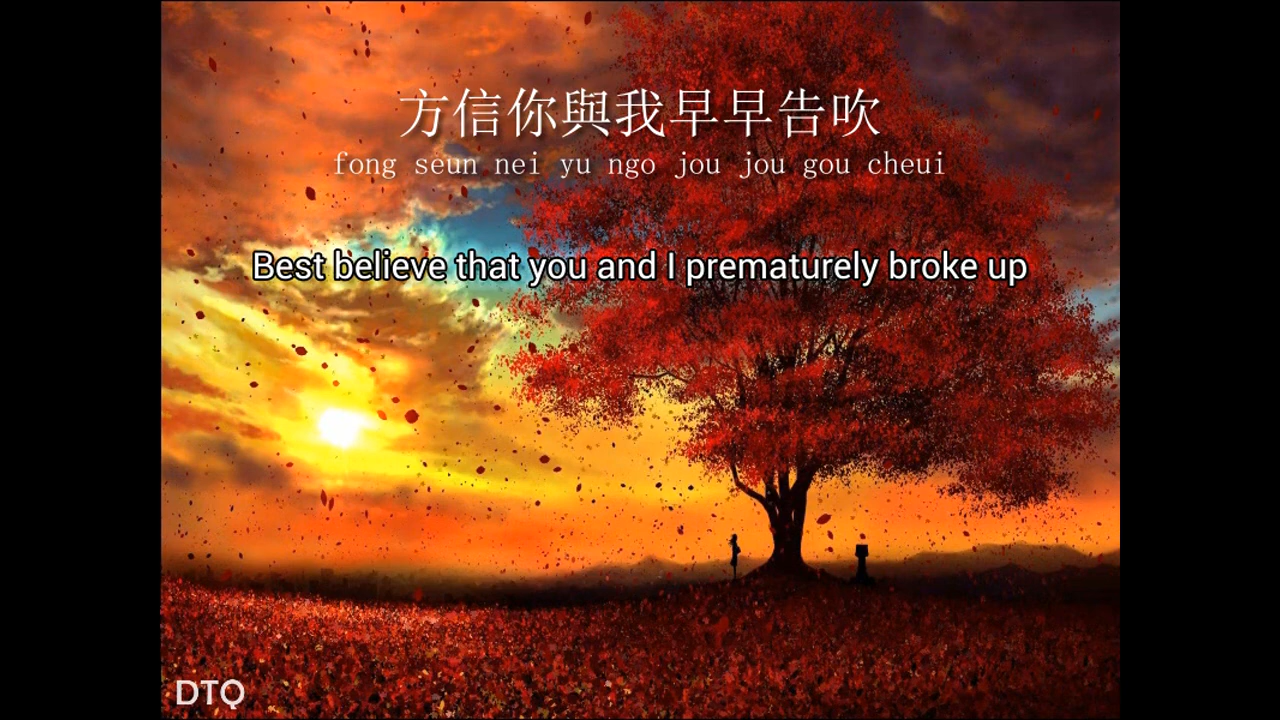 方信你與我早早告吹
fong seun nei yu ngo jou jou gou cheui
Best believe that you and I prematurely broke up
DTQ